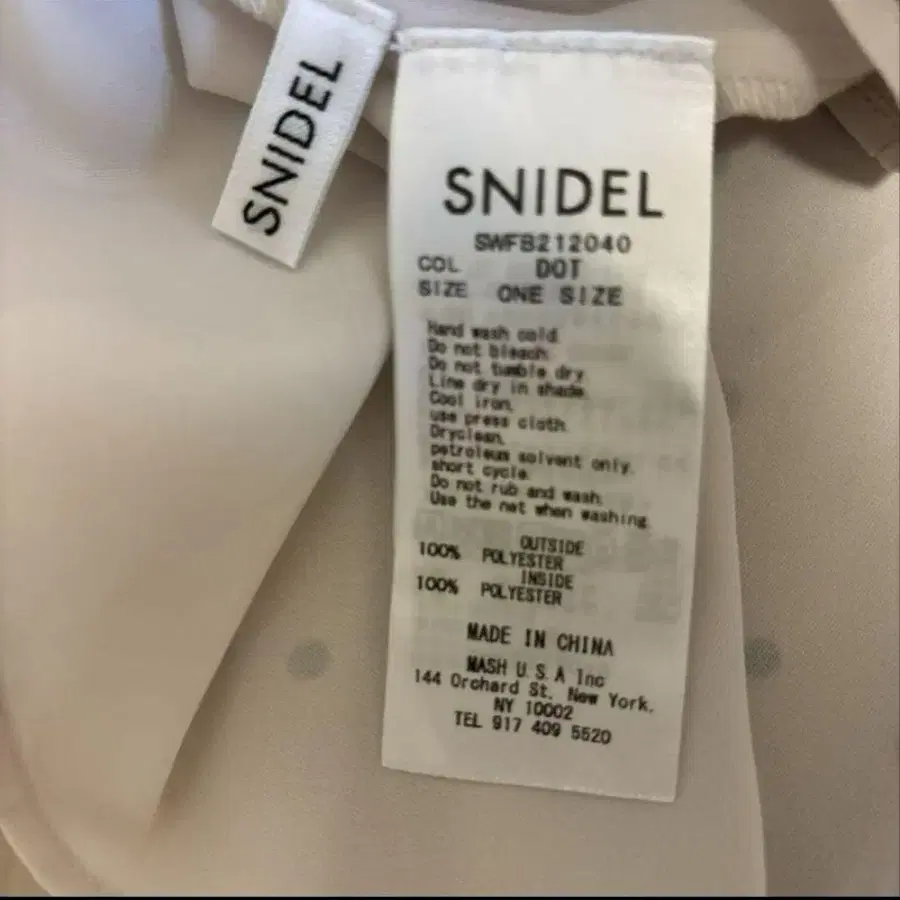 SNIDEL
SNIDEL
SWFB212040
COL DOT
SIZE ONE SIZE
Hand wash cold.
Do not bleach.
Do not tumble dry.
Line dry in shade.
Cool iron,
use press cloth.
Dryclean,
petroleum solvent only,
short cycle.
Do not rub and wash.
Use the net when washing.
OUTSIDE
100% POLYESTER
INSIDE
100% POLYESTER
MADE IN CHINA
MASH U.S.A Inc
144 Orchard St, New York,
NY 10002
TEL 917 409 5520